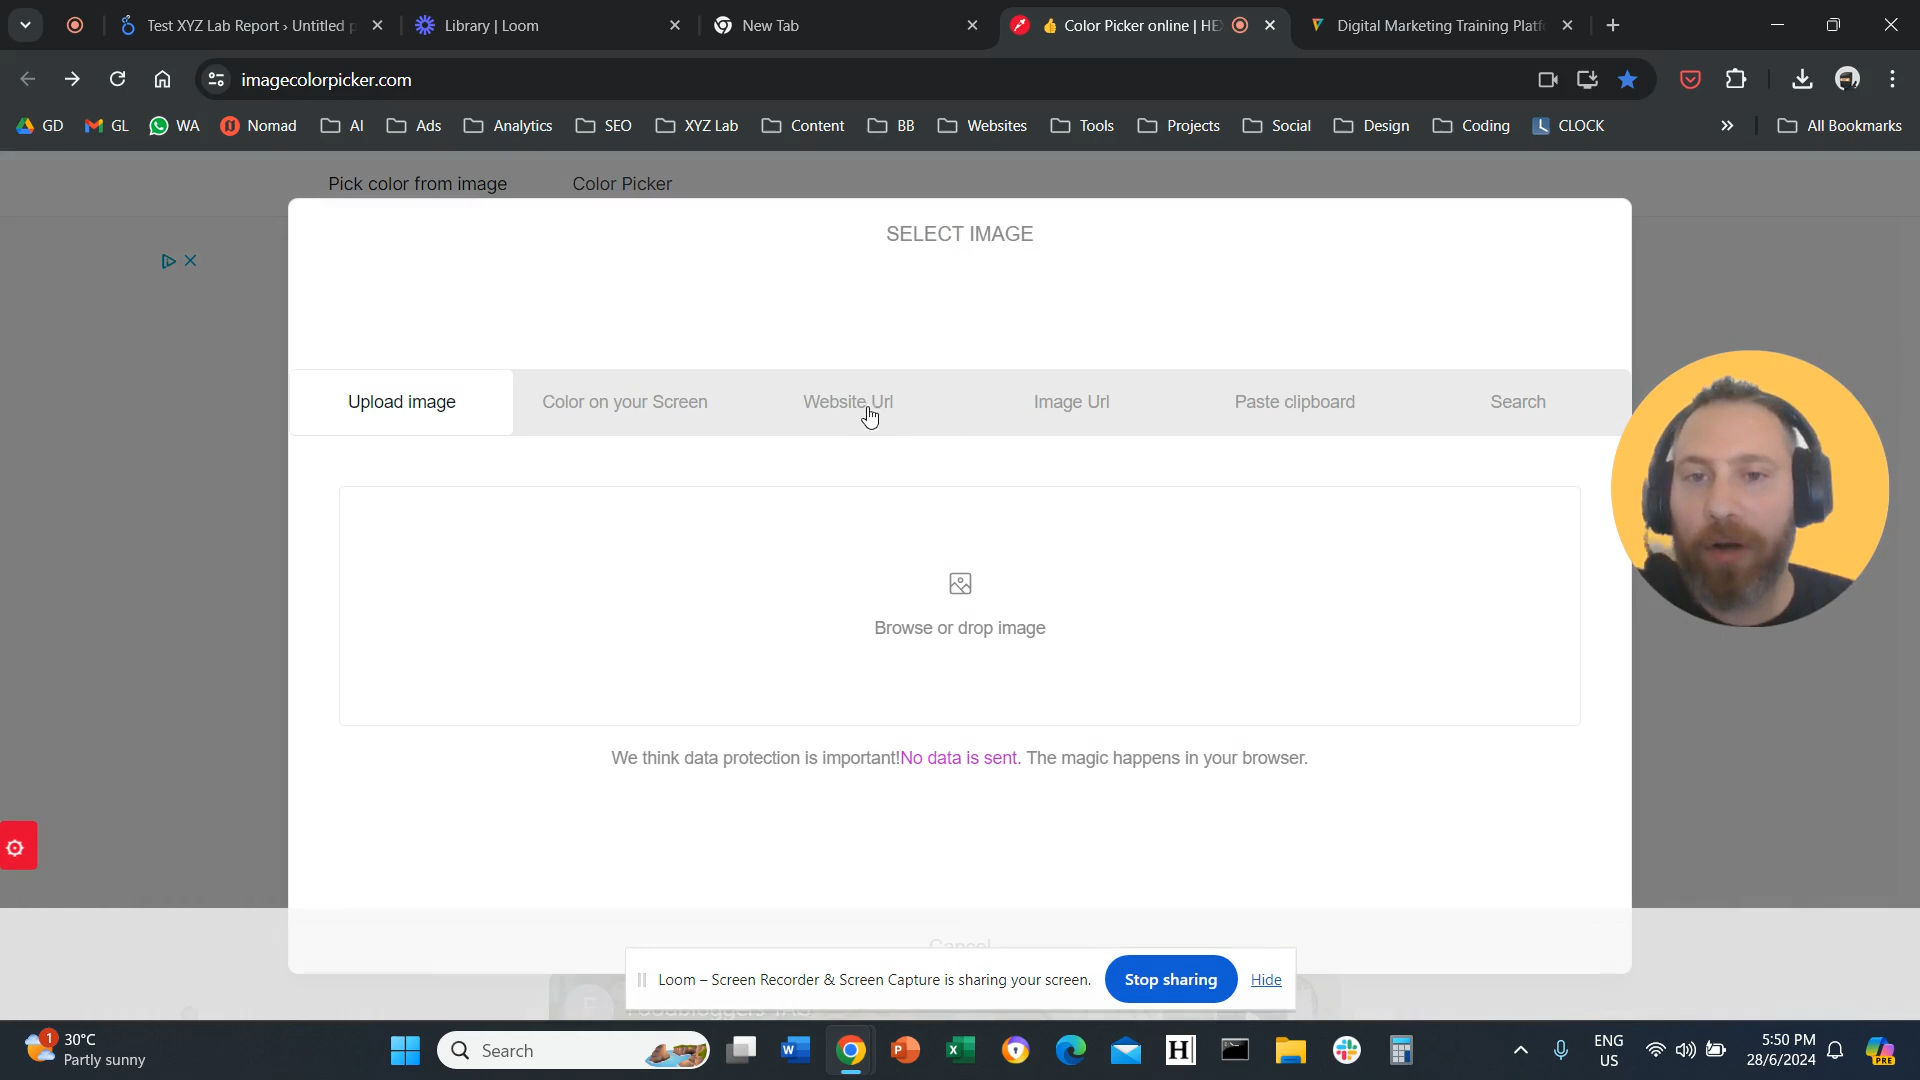 Test XYZ Lab Report › Untitled p
Library | Loom
New Tab
👍 Color Picker online | HE
Digital Marketing Training Platf
imagecolorpicker.com
GD
GL
WA
Nomad
AI
Ads
Analytics
SEO
XYZ Lab
Content
BB
Websites
Tools
Projects
Social
Design
Coding
CLOCK
All Bookmarks
Pick color from image
Color Picker
SELECT IMAGE
Upload image
Color on your Screen
Website Url
Image Url
Paste clipboard
Search
Browse or drop image
We think data protection is important!No data is sent. The magic happens in your browser.
Cancel
Loom – Screen Recorder & Screen Capture is sharing your screen.
Stop sharing
Hide
1
30°C
Partly sunny
Search
ENG
US
5:50 PM
28/6/2024
PRE